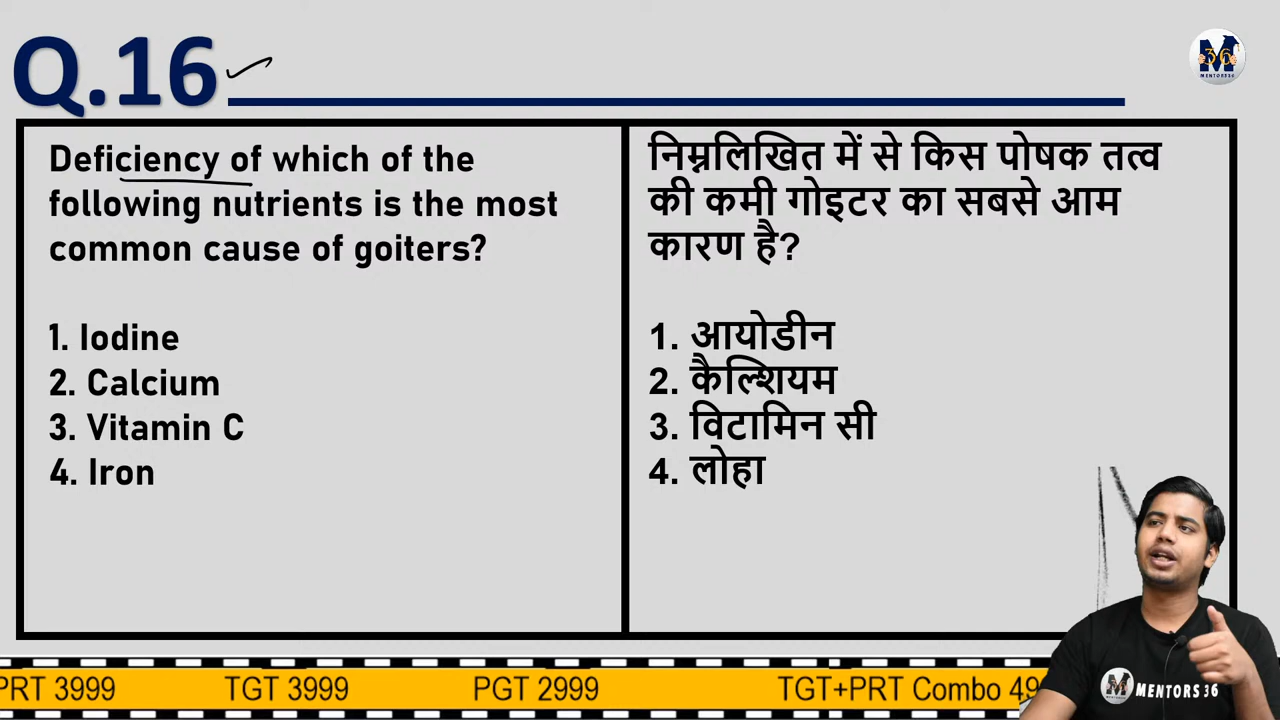 Q.16
M
36
MENTORS36
Deficiency of which of the
following nutrients is the most
common cause of goiters?
1. Iodine
2. Calcium
3. Vitamin C
4. Iron
निम्नलिखित में से किस पोषक तत्व
की कमी गोइटर का सबसे आम
कारण है?
1. आयोडीन
2. कैल्शियम
3. विटामिन सी
4. लोहा
MENTORS 36
PRT 3999 TGT 3999 PGT 2999 TGT+PRT Combo